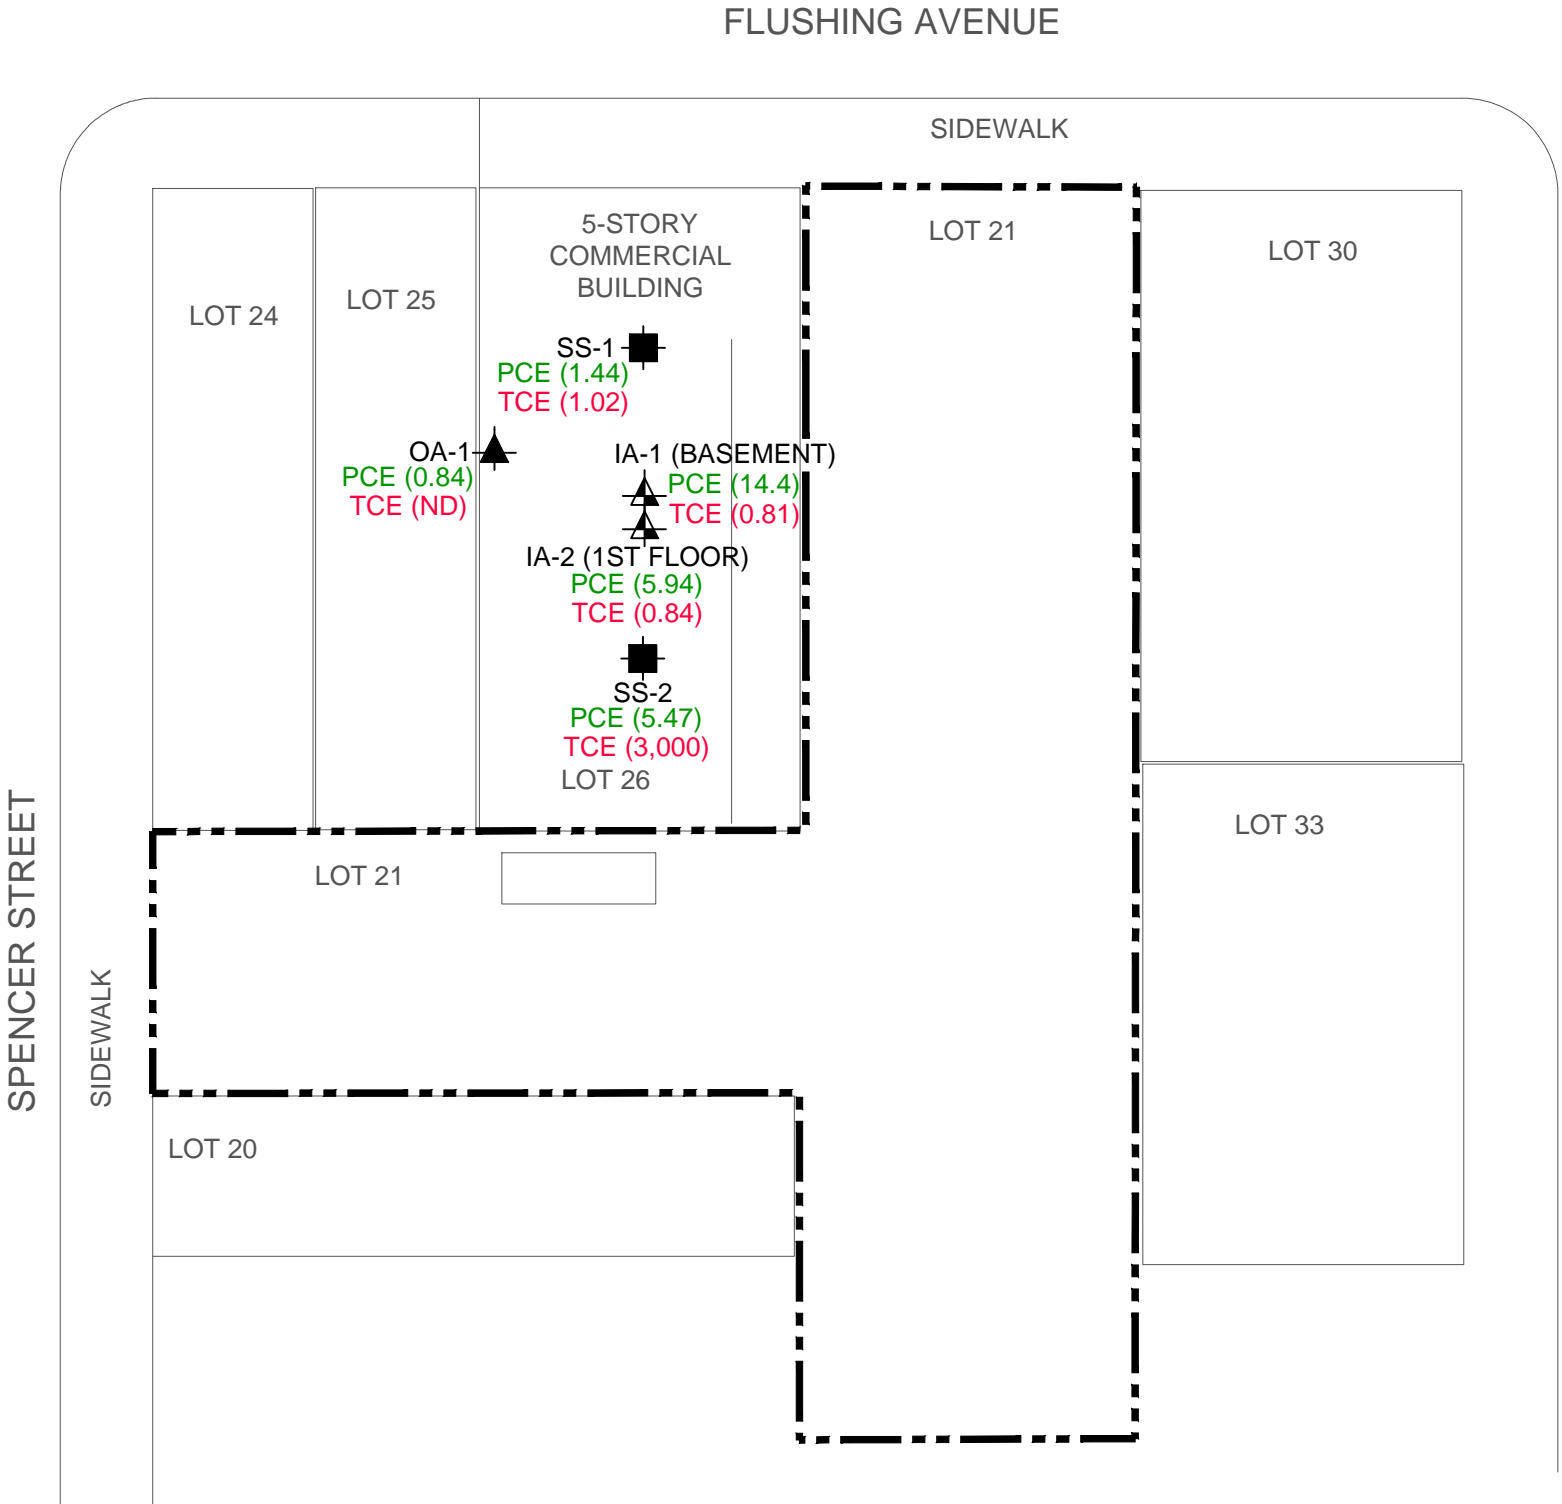 FLUSHING AVENUE
SIDEWALK
5-STORY
COMMERCIAL
BUILDING
LOT 21
LOT 30
LOT 24
LOT 25
SS-1
PCE (1.44)
TCE (1.02)
OA-1
PCE (0.84)
TCE (ND)
IA-1 (BASEMENT)
PCE (14.4)
TCE (0.81)
IA-2 (1ST FLOOR)
PCE (5.94)
TCE (0.84)
SS-2
PCE (5.47)
TCE (3,000)
LOT 26
LOT 33
LOT 21
SPENCER STREET
SIDEWALK
LOT 20